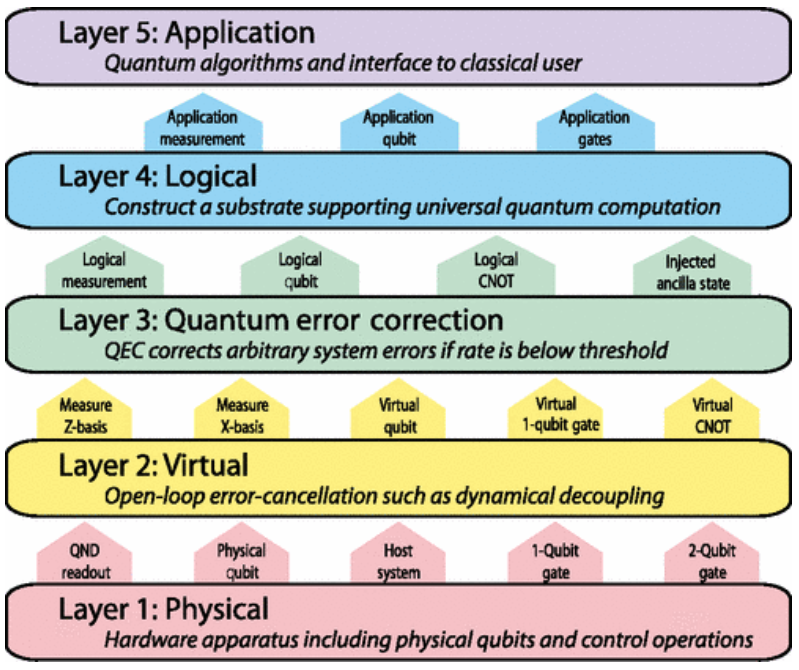 Layer 5: Application
Quantum algorithms and interface to classical user
Application measurement
Application qubit
Application gates
Layer 4: Logical
Construct a substrate supporting universal quantum computation
Logical measurement
Logical qubit
Logical CNOT
Injected ancilla state
Layer 3: Quantum error correction
QEC corrects arbitrary system errors if rate is below threshold
Measure Z-basis
Measure X-basis
Virtual qubit
Virtual 1-qubit gate
Virtual CNOT
Layer 2: Virtual
Open-loop error-cancellation such as dynamical decoupling
QND readout
Physical qubit
Host system
1-Qubit gate
2-Qubit gate
Layer 1: Physical
Hardware apparatus including physical qubits and control operations